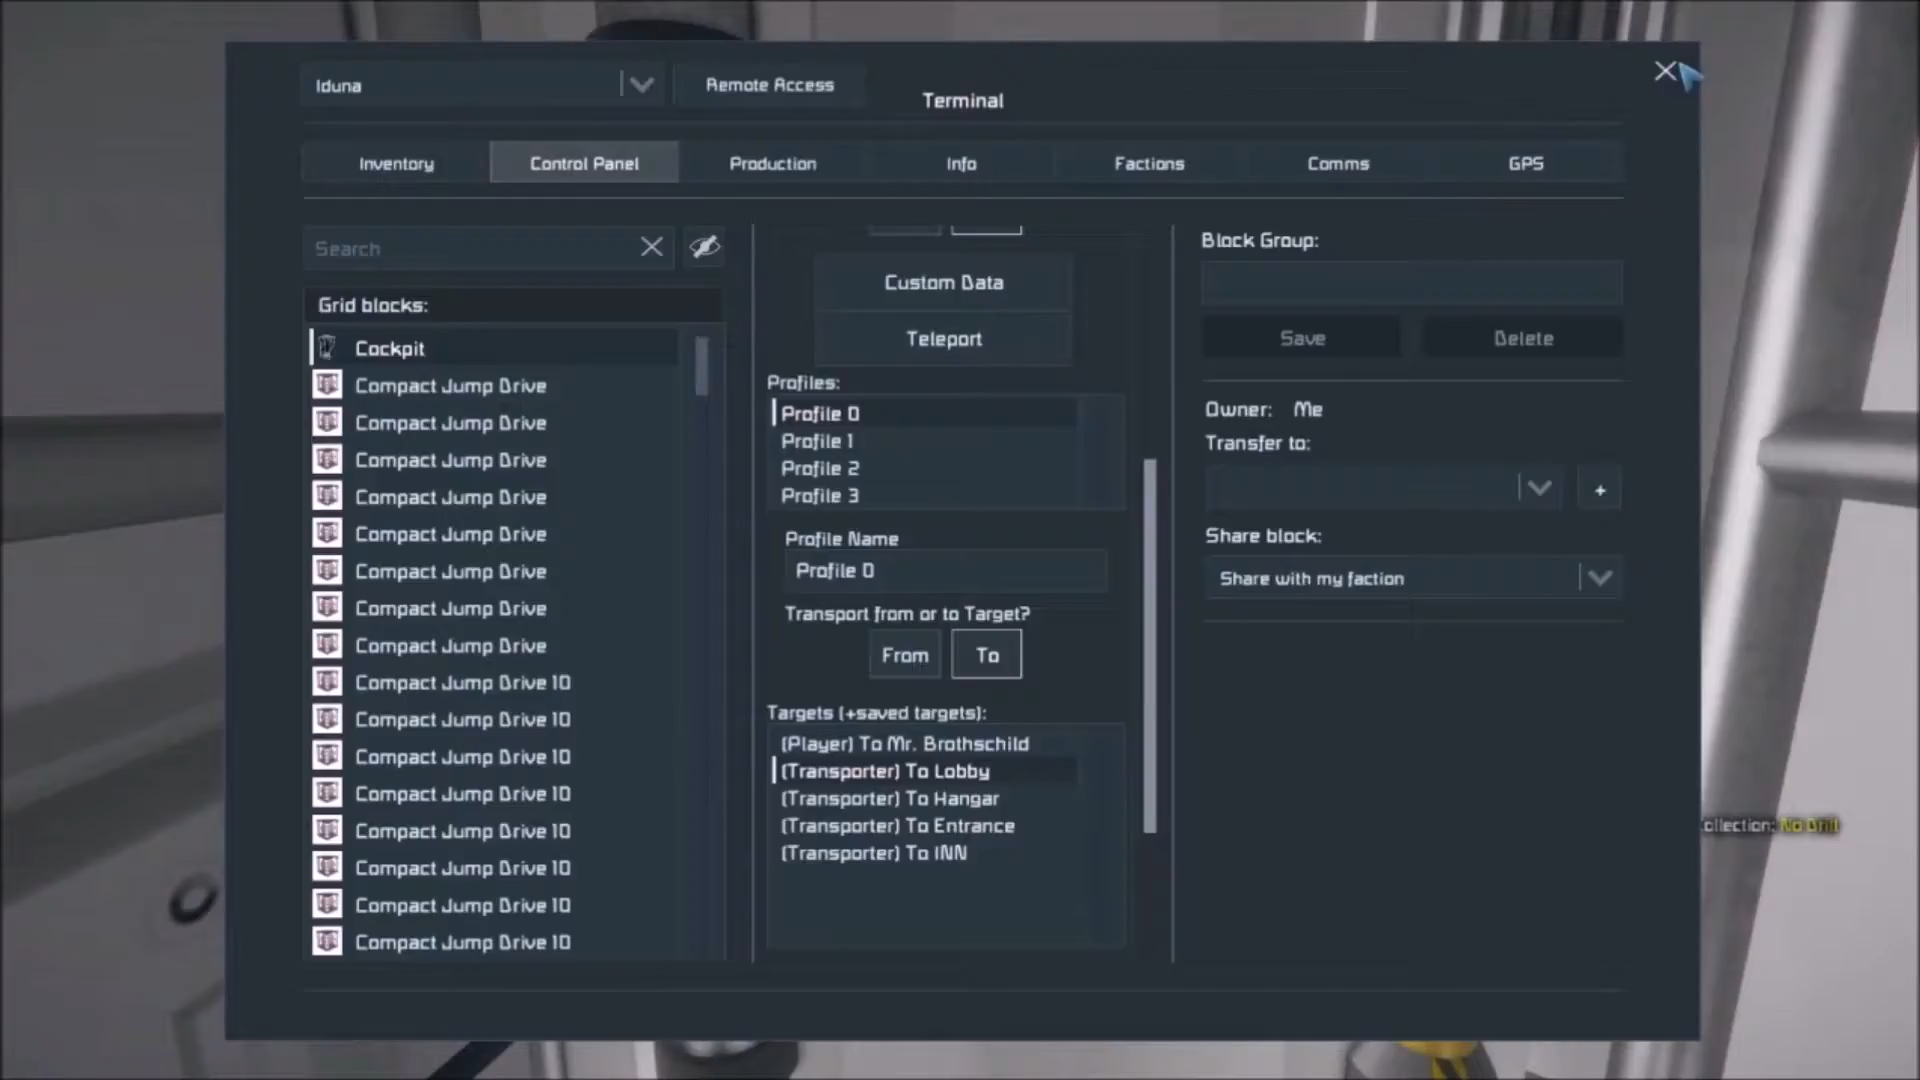 Iduna
Remote Access
Terminal
Inventory
Control Panel
Production
Info
Factions
Comms
GPS
Search
Grid blocks:
Cockpit
Compact Jump Drive
Compact Jump Drive
Compact Jump Drive
Compact Jump Drive
Compact Jump Drive
Compact Jump Drive
Compact Jump Drive
Compact Jump Drive
Compact Jump Drive 10
Compact Jump Drive 10
Compact Jump Drive 10
Compact Jump Drive 10
Compact Jump Drive 10
Compact Jump Drive 10
Compact Jump Drive 10
Compact Jump Drive 10
Custom Data
Teleport
Profiles:
Profile 0
Profile 1
Profile 2
Profile 3
Profile Name
Profile 0
Transport from or to Target?
From
To
Targets (+saved targets):
(Player) To Mr. Brothschild
(Transporter) To Lobby
(Transporter) To Hangar
(Transporter) To Entrance
(Transporter) To INN
Block Group:
Save
Delete
Owner: Me
Transfer to:
+
Share block:
Share with my faction
ollection: No Drill